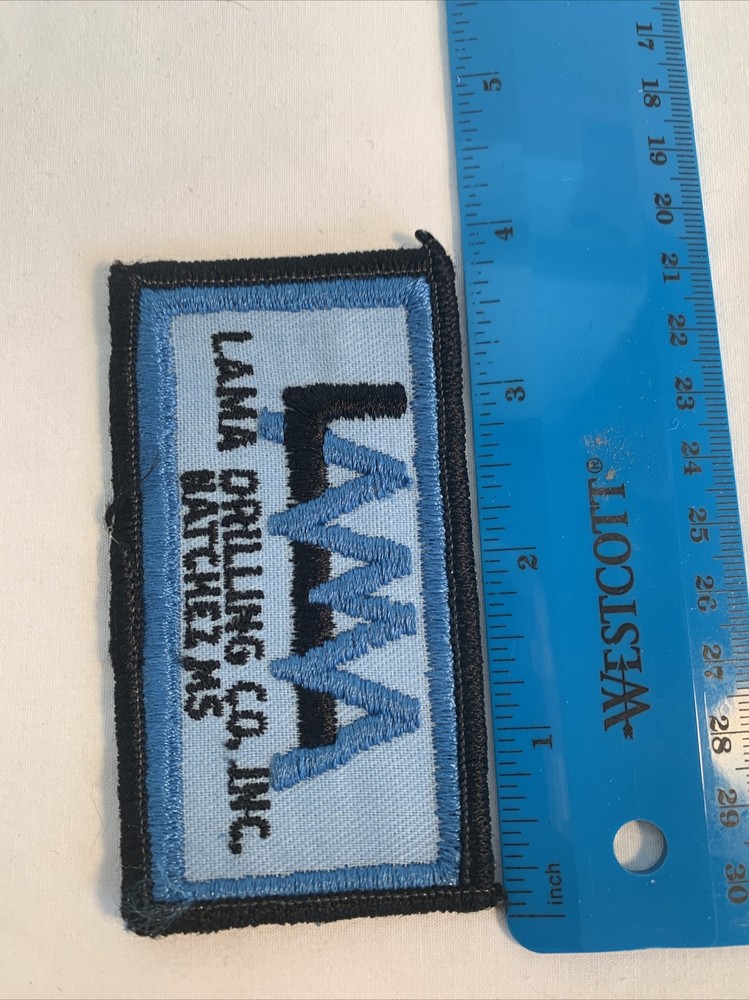 LAMA
LAMA DRILLING CO. INC.
NATCHEZ MS
WESTCOTT®
inch 1 2 3 4 5
17 18 19 20 21 22 23 24 25 26 27 28 29 30